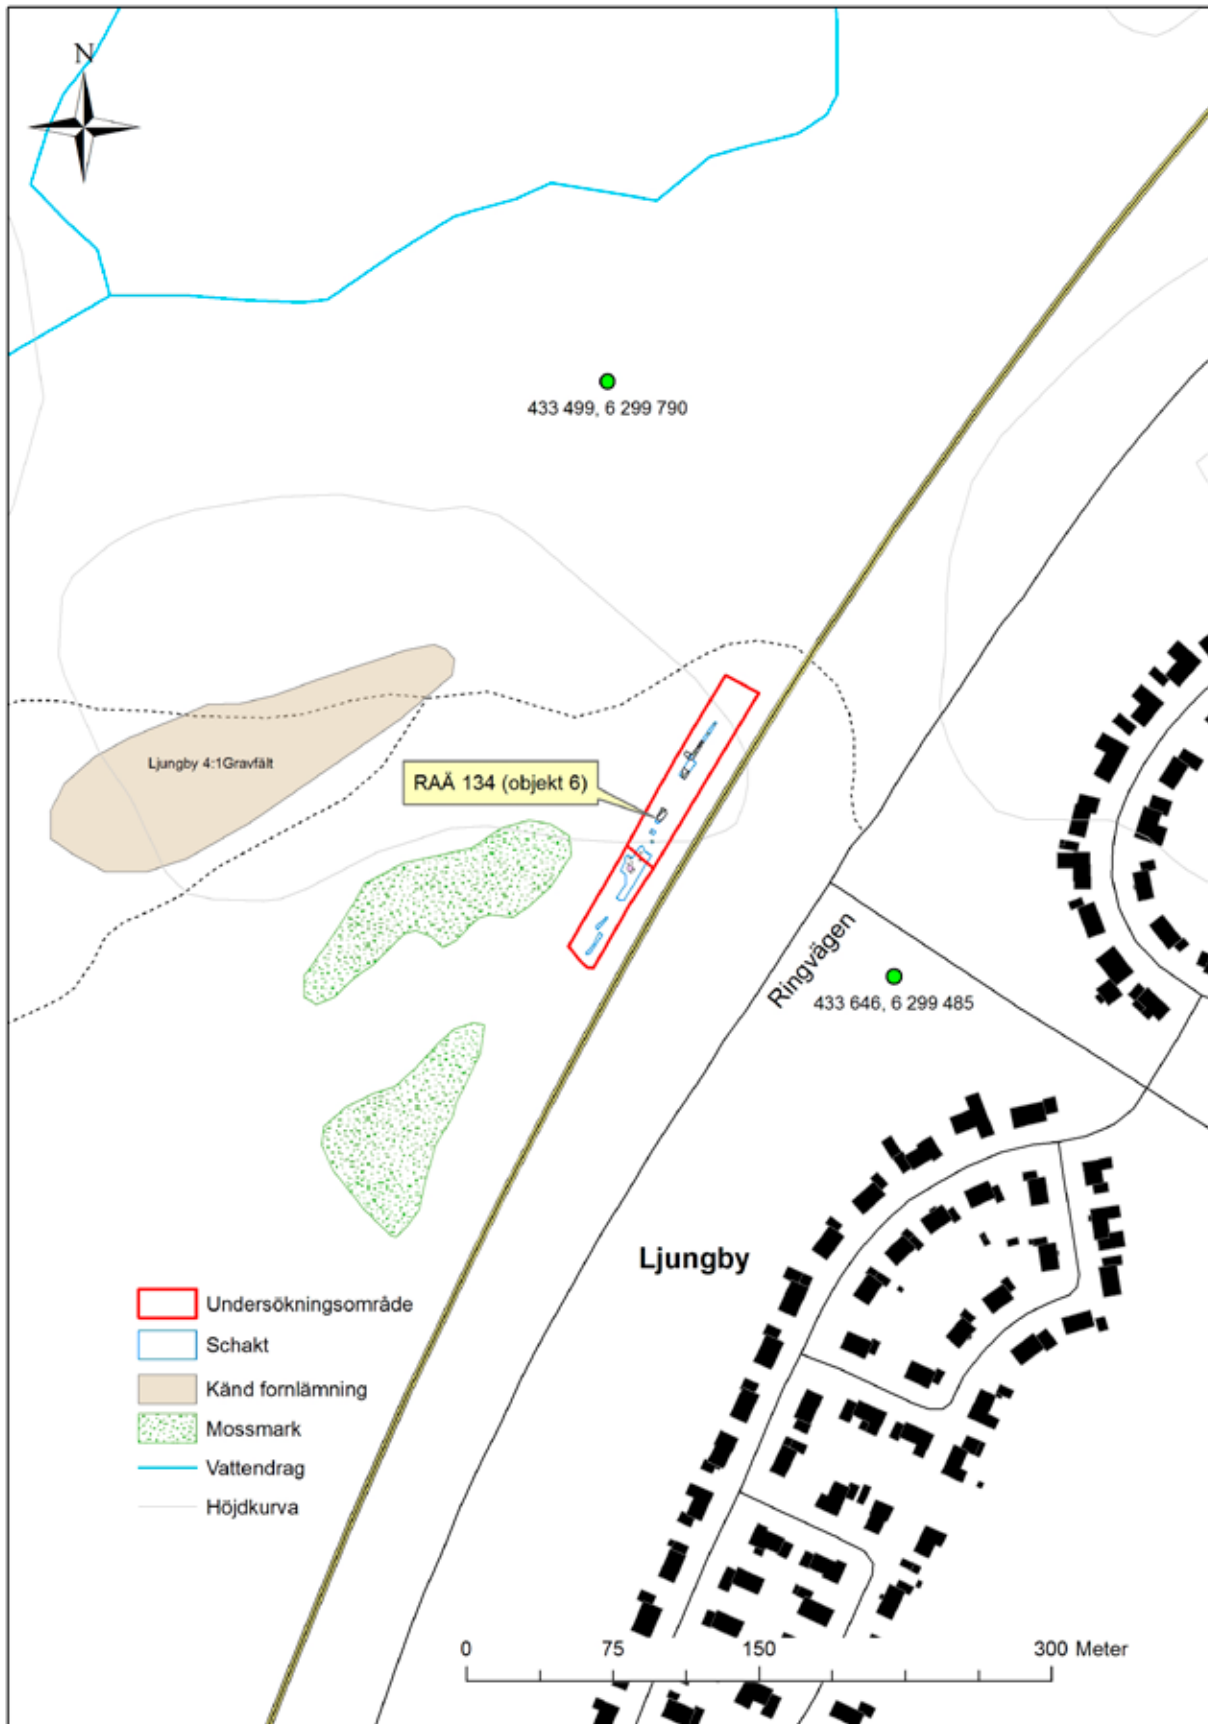 N
433 499, 6 299 790
Ljungby 4:1Gravfält
RAÄ 134 (objekt 6)
Ringvägen
433 646, 6 299 485
Ljungby
Undersökningsområde
Schakt
Känd fornlämning
Mossmark
Vattendrag
Höjdkurva
0 75 150 300 Meter